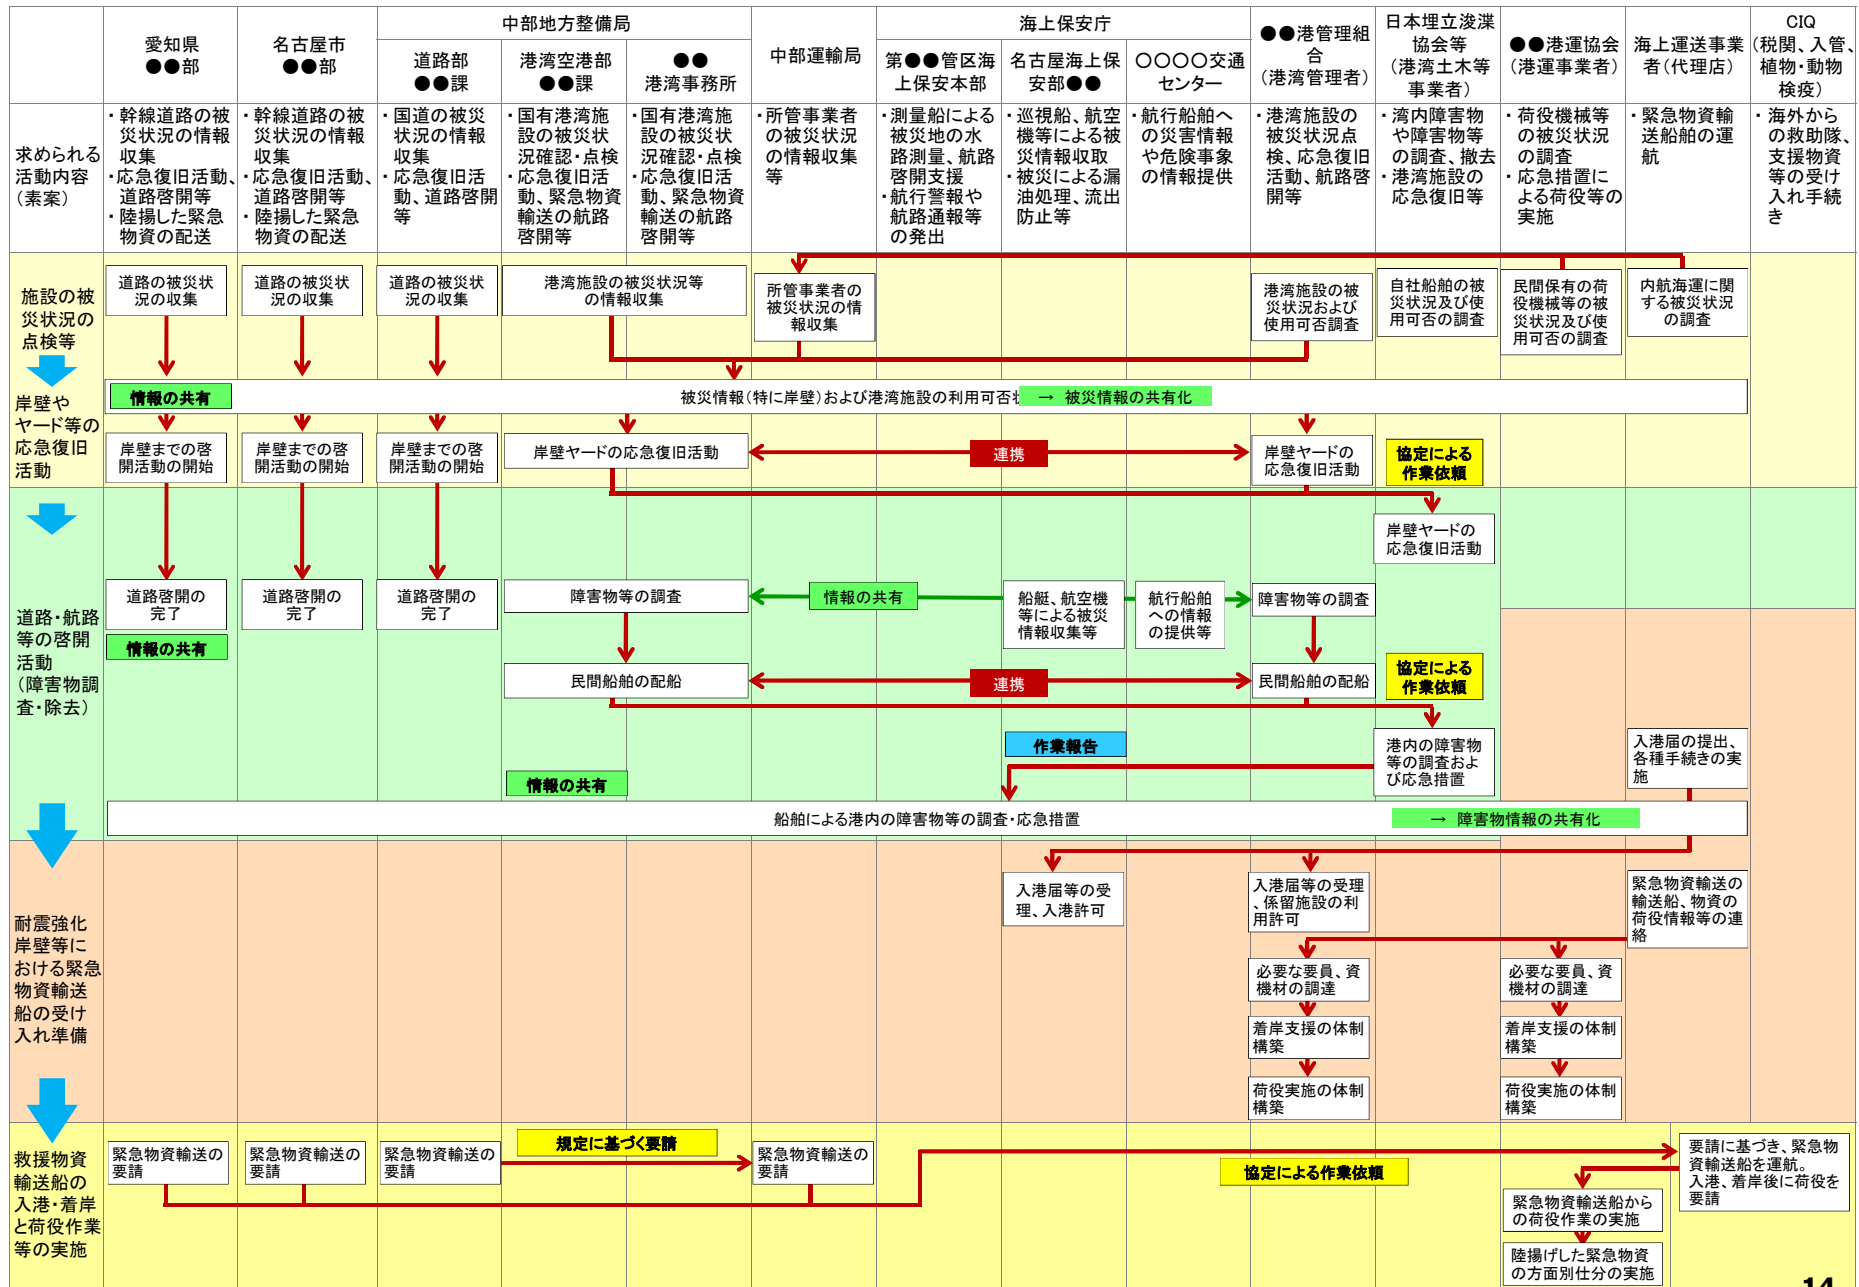 愛知県
●●部
名古屋市
●●部
中部地方整備局
道路部
●●課
港湾空港部
●●課
●●
港湾事務所
中部運輸局
海上保安庁
第●●管区海
上保安本部
名古屋海上保
安部●●
〇〇〇〇交通
センター
●●港管理組
合
(港湾管理者)
日本埋立浚渫
協会等
(港湾土木等
事業者)
●●港運協会
(港運事業者)
海上運送事業
者(代理店)
CIQ
(税関、入管、
植物・動物
検疫)
求められる
活動内容
(素案)
・幹線道路の被
災状況の情報
収集
・応急復旧活動、
道路啓開等
・陸揚した緊急
物資の配送
・幹線道路の被
災状況の情報
収集
・応急復旧活動、
道路啓開等
・陸揚した緊急
物資の配送
・国道の被災
状況の情報
収集
・応急復旧活
動、道路啓開
等
・国有港湾施
設の被災状
況確認・点検
・応急復旧活
動、緊急物資
輸送の航路
啓開等
・国有港湾施
設の被災状
況確認・点検
・応急復旧活
動、緊急物資
輸送の航路
啓開等
・所管事業者
の被災状況
の情報収集
等
・測量船による
被災地の水
路測量、航路
啓開支援
・航行警報や
航路通報等
の発出
・巡視船、航空
機等による被
災情報収取
・被災による漏
油処理、流出
防止等
・航行船舶へ
の災害情報
や危険事象
の情報提供
・港湾施設の
被災状況点
検、応急復旧
活動、航路啓
開等
・湾内障害物
や障害物等
の調査、撤去
・港湾施設の
応急復旧等
・荷役機械等
の被災状況
の調査
・応急措置に
よる荷役等の
実施
・緊急物資輸
送船舶の運
航
・海外から
の救助隊、
支援物資
等の受け
入れ手続
き
施設の被
災状況の
点検等
道路の被災状
況の収集
道路の被災状
況の収集
道路の被災状
況の収集
港湾施設の被災状況等
の情報収集
所管事業者の
被災状況の情
報収集
港湾施設の被
災状況および
使用可否調査
自社船舶の被
災状況及び使
用可否の調査
民間保有の荷
役機械等の被
災状況及び使
用可否の調査
内航海運に関
する被災状況
の調査
情報の共有
被災情報(特に岸壁)および港湾施設の利用可否
→ 被災情報の共有化
岸壁や
ヤード等の
応急復旧
活動
岸壁までの啓
開活動の開始
岸壁までの啓
開活動の開始
岸壁までの啓
開活動の開始
岸壁ヤードの応急復旧活動
連携
岸壁ヤードの
応急復旧活動
協定による
作業依頼
岸壁ヤードの
応急復旧活動
道路・航路
等の啓開
活動
(障害物調
査・除去)
道路啓開の
完了
道路啓開の
完了
道路啓開の
完了
障害物等の調査
情報の共有
船艇、航空機
等による被災
情報収集等
航行船舶
への情報
の提供等
障害物等の調査
情報の共有
民間船舶の配船
連携
民間船舶の配船
協定による
作業依頼
作業報告
港内の障害物
等の調査およ
び応急措置
入港届の提出、
各種手続きの実
施
情報の共有
船舶による港内の障害物等の調査・応急措置
→ 障害物情報の共有化
耐震強化
岸壁等に
おける緊急
物資輸送
船の受け
入れ準備
入港届等の受
理、入港許可
入港届等の受理
、係留施設の利
用許可
緊急物資輸送の
輸送船、物資の
荷役情報等の連
絡
必要な要員、資
機材の調達
必要な要員、資
機材の調達
着岸支援の体制
構築
着岸支援の体制
構築
荷役実施の体制
構築
荷役実施の体制
構築
救援物資
輸送船の
入港・着岸
と荷役作業
等の実施
緊急物資輸送の
要請
緊急物資輸送の
要請
緊急物資輸送の
要請
規定に基づく要請
緊急物資輸送の
要請
協定による作業依頼
要請に基づき、緊急物
資輸送船を運航。
入港、着岸後に荷役を
要請
緊急物資輸送船から
の荷役作業の実施
陸揚げした緊急物資
の方面別仕分の実施
14